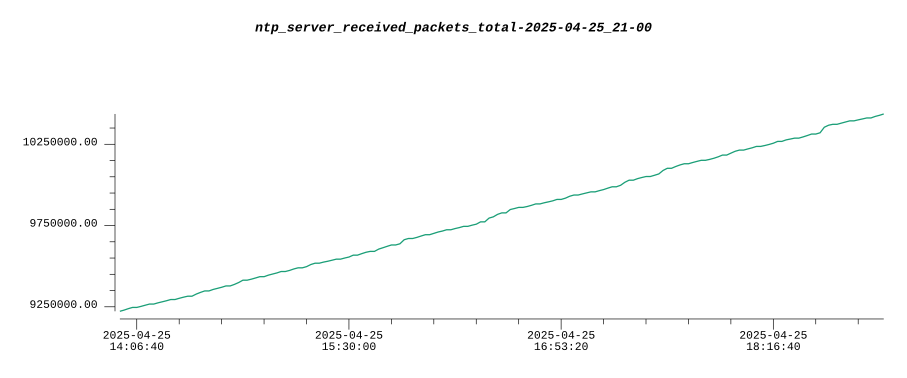 ntp_server_received_packets_total-2025-04-25_21-00
10250000.00
9750000.00
9250000.00
2025-04-25 2025-04-25 2025-04-25 2025-04-25
14:06:40 15:30:00 16:53:20 18:16:40